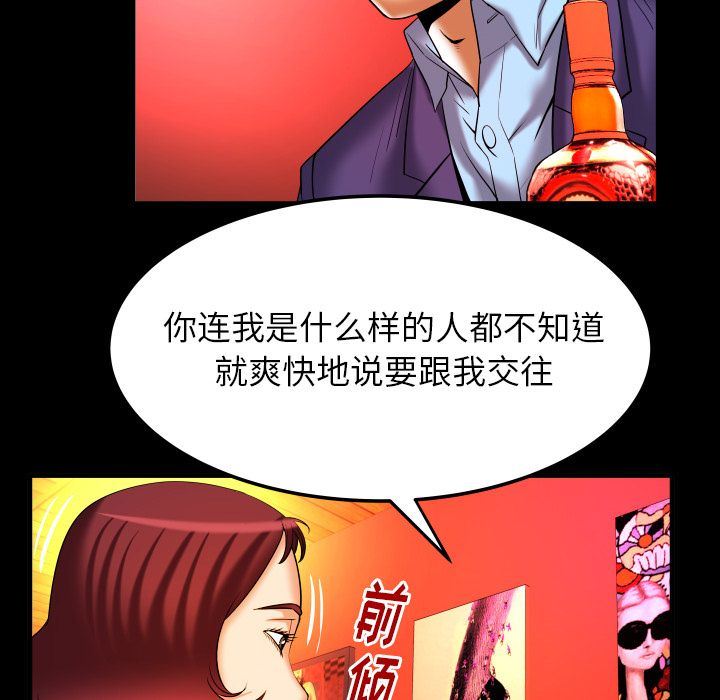 你连我是什么样的人都不知道
就爽快地说要跟我交往
前倾